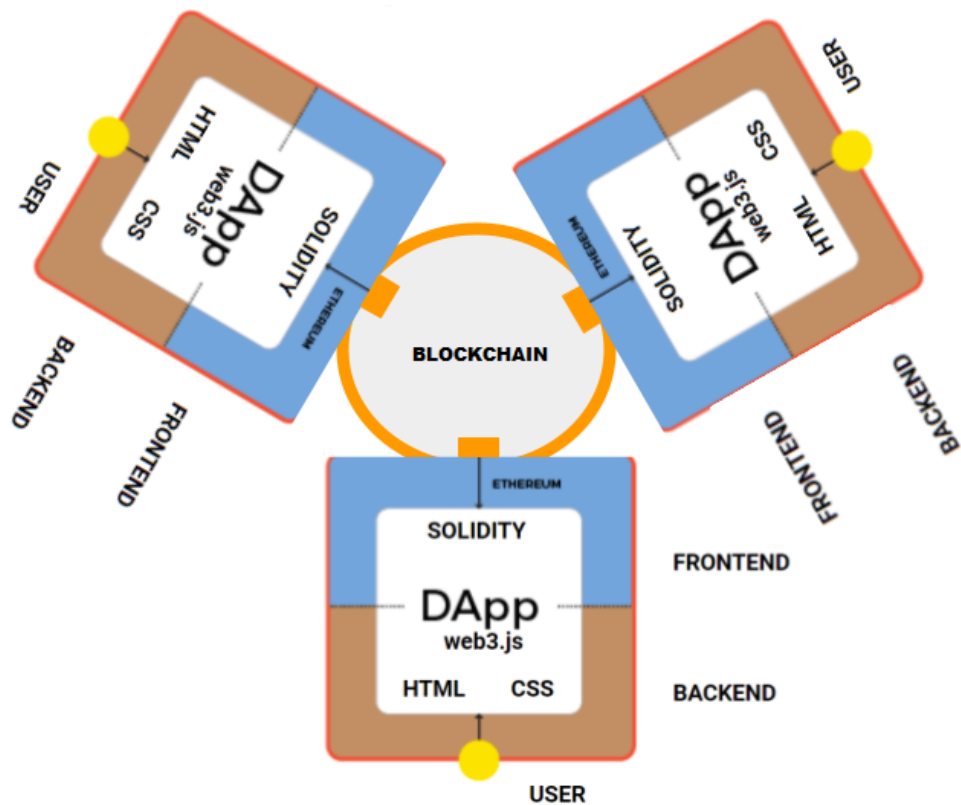 USER
HTML
CSS
DApp
web3.js
SOLIDITY
ETHEREUM
BACKEND
FRONTEND
USER
CSS
HTML
DApp
web3.js
SOLIDITY
ETHEREUM
BACKEND
FRONTEND
BLOCKCHAIN
ETHEREUM
SOLIDITY
FRONTEND
DApp
web3.js
HTML CSS
BACKEND
USER